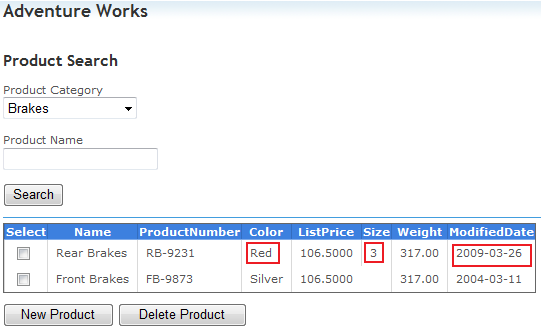 Adventure Works
Product Search
Product Category
Brakes
Product Name
Search
Select Name ProductNumber Color ListPrice Size Weight ModifiedDate
Rear Brakes RB-9231 Red 106.5000 3 317.00 2009-03-26
Front Brakes FB-9873 Silver 106.5000 317.00 2004-03-11
New Product Delete Product